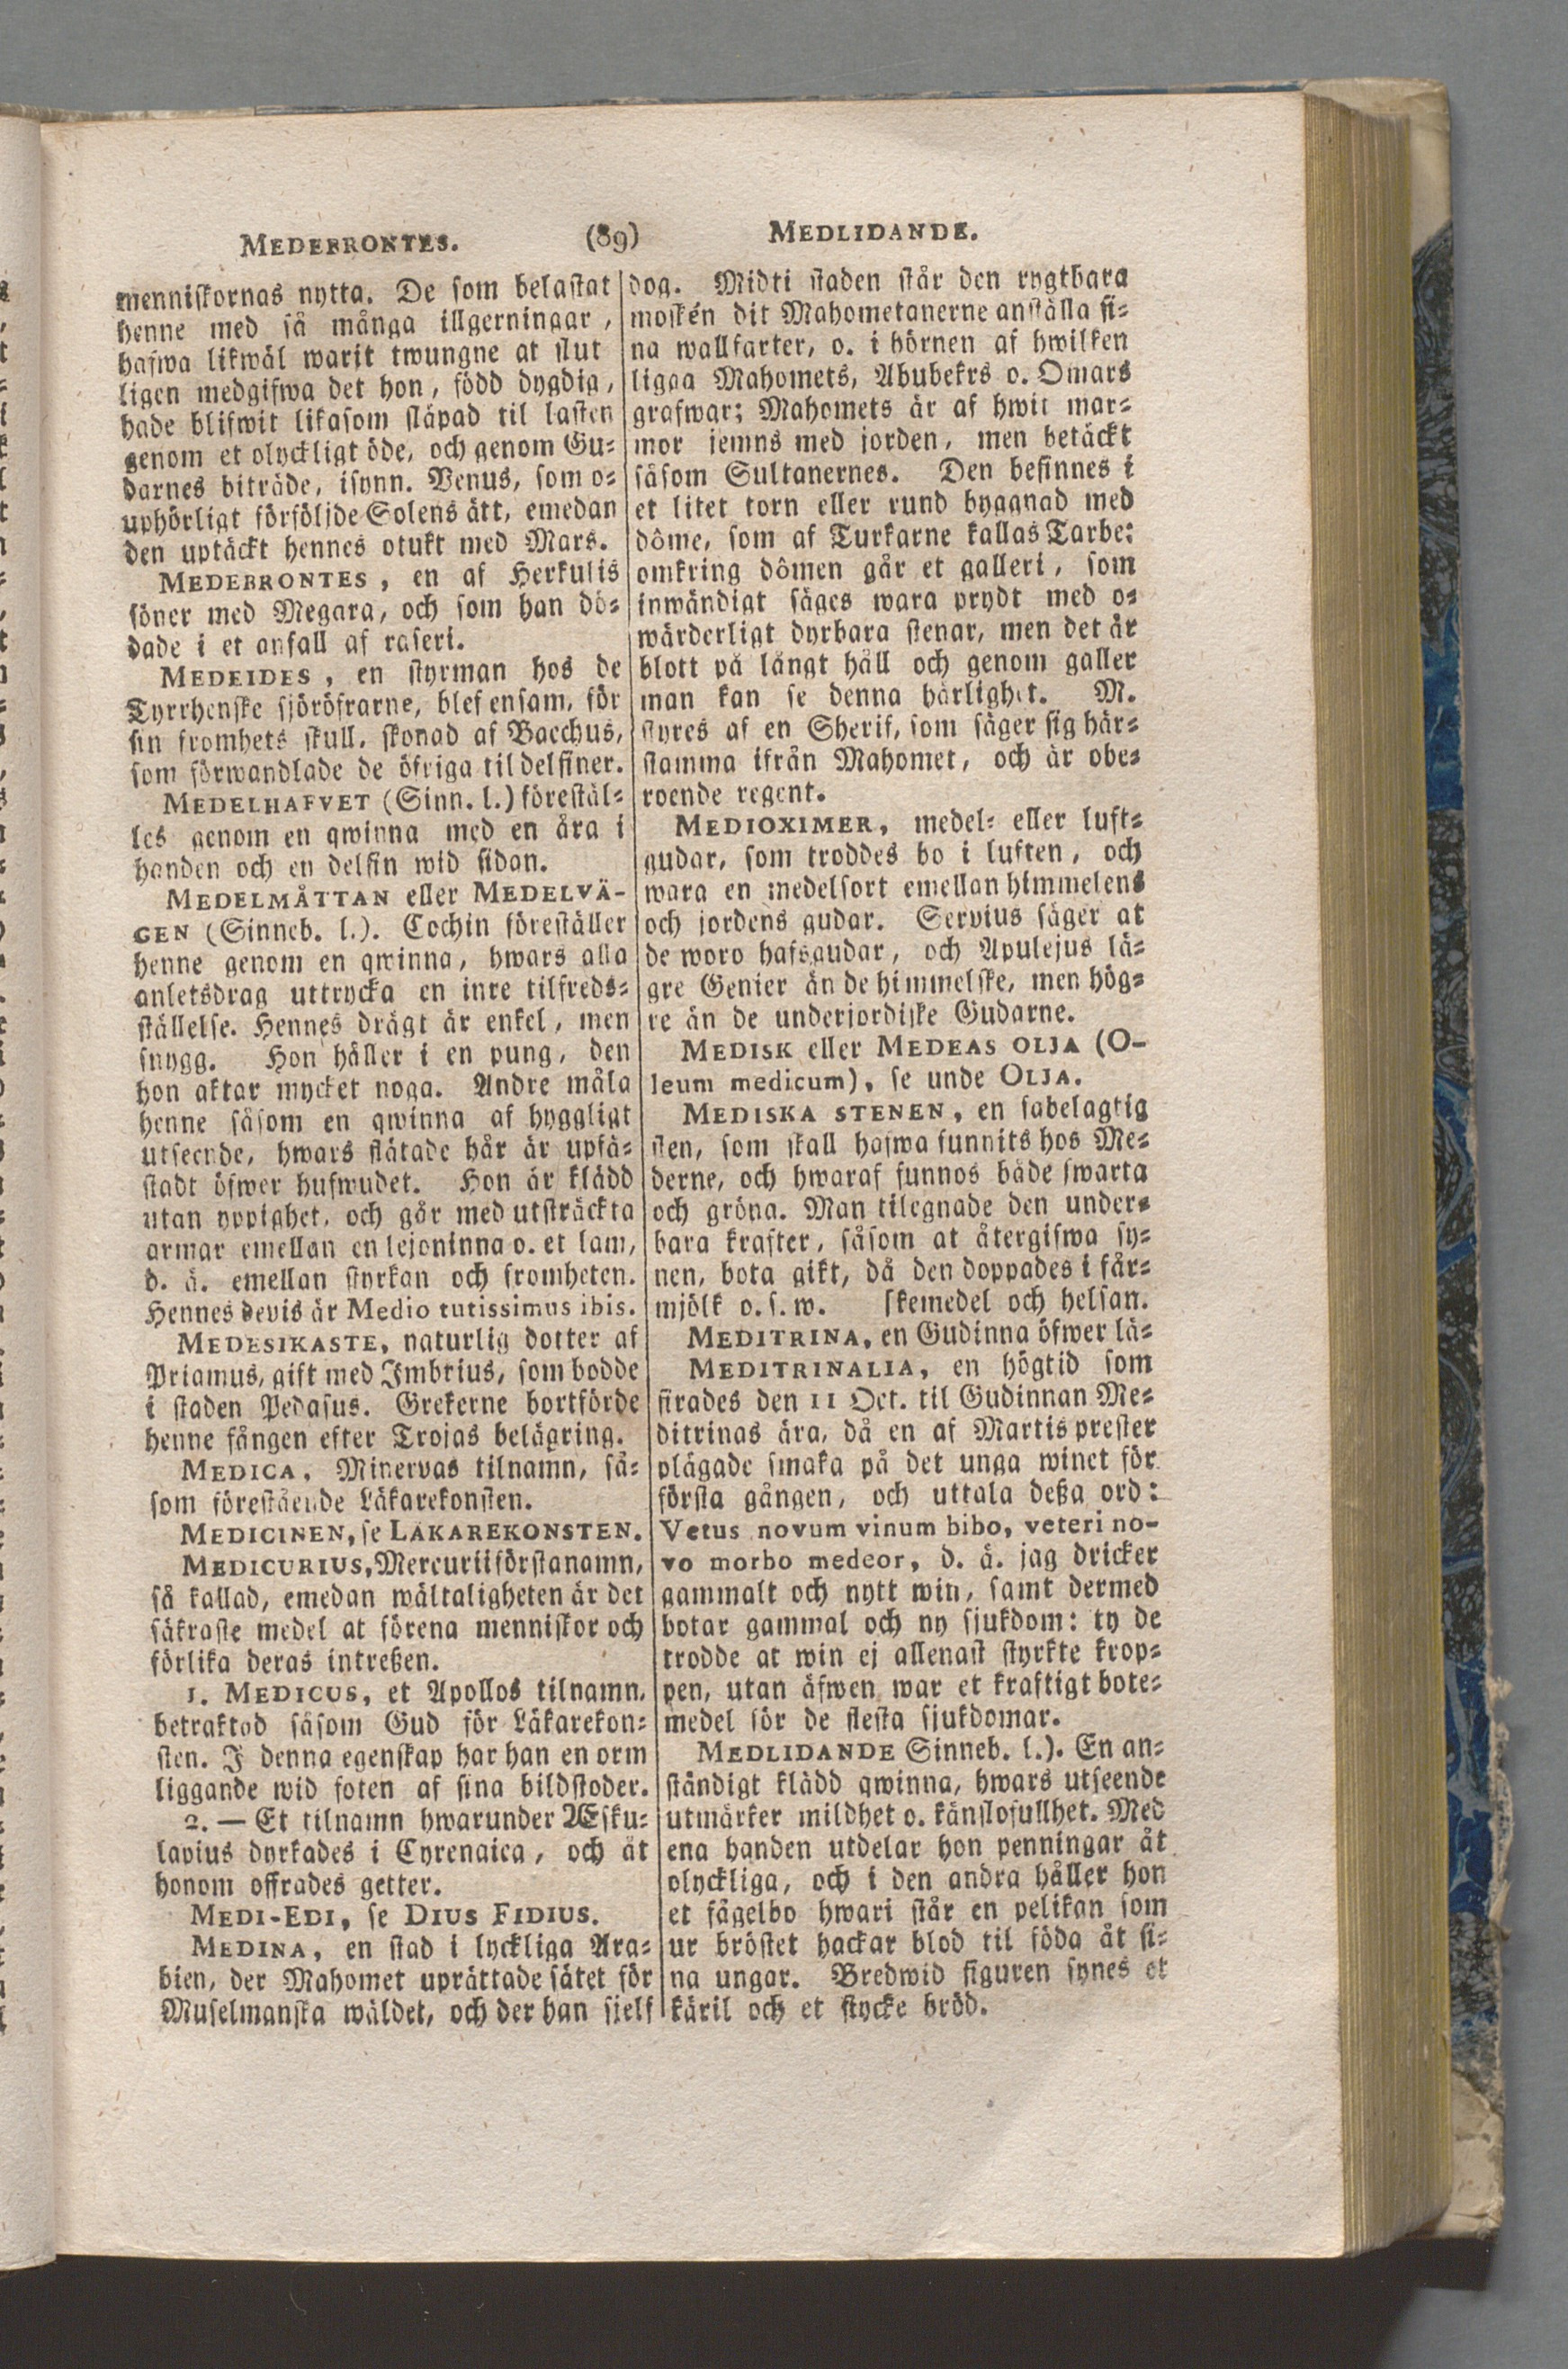 MEDEBRONTES. (89) MEDLIDANDE.
menniskornas nytta. De som belastat
henne med så många illgerningar,
hafwa likwäl warit twungne at slut
ligen medgifwa det hon, född dygdig,
hade blifwit likasom släpad til lasten
genom et olyckligt öde, och genom Gu-
darnes biträde, isynn. Venus, som o-
uphörligt förföljde Solens ätt, emedan
den uptäckt hennes otukt med Mars.
MEDEBRONTES, en af Herkulis
söner med Megara, och som han dö-
dade i et anfall af raseri.
MEDEIDES, en styrman hos de
Tyrrhenske sjöröfrarne, blef ensam, för
sin fromhets skull, skonad af Bacchus,
som förwandlade de öfriga til delfiner.
MEDELHAFVET (Sinn. l.) förestäl-
les genom en qwinna med en åra i
handen och en delfin wid sidan.
MEDELMÅTTAN eller MEDELVÄ-
GEN (Sinneb. l.). Cochin föreställer
henne genom en qwinna, hwars alla
anletsdrag uttrycka en inre tilfreds-
ställelse. Hennes drägt är enkel, men
snygg. Hon håller i en pung, den
hon aktar mycket noga. Andre måla
henne såsom en qwinna af hyggligt
utseende, hwars flätade hår är upfä-
stadt öfwer hufwudet. Hon är klädd
utan yppighet, och går med utsträckta
armar emellan en lejoninna o. et lam,
d. ä. emellan styrkan och fromheten.
Hennes devis är Medio tutissimus ibis.
MEDESIKASTE, naturlig dotter af
Priamus, gift med Imbrius, som bodde
i staden Pedasus. Grekerne bortförde
henne fången efter Trojas belägring.
MEDICA, Minervas tilnamn, så-
som förestående Läkarekonsten.
MEDICINEN, se LÄKAREKONSTEN.
MEDICURIUS, Mercurii första namn,
så kallad, emedan wältaligheten är det
säkraste medel at förena menniskor och
förlika deras intreßen.
1. MEDICUS, et Apollos tilnamn,
betraktad såsom Gud för Läkarekon-
sten. I denna egenskap har han en orm
liggande wid foten af sina bildstoder.
2. — Et tilnamn hwarunder Æsku-
lapius dyrkades i Cyrenaica, och åt
honom offrades getter.
MEDI-EDI, se DIUS FIDIUS.
MEDINA, en stad i lyckliga Ara-
bien, der Mahomet uprättade sätet för
Muselmanska wäldet, och der han sjelf
dog. Midti staden står den rygtbara
moskén dit Mahometanerne anställa si-
na wallfarter, o. i hörnen af hwilken
ligga Mahomets, Abubekrs o. Omars
grafwar; Mahomets är af hwit mar-
mor jemns med jorden, men betäckt
såsom Sultanernes. Den befinnes i
et litet torn eller rund byggnad med
dôme, som af Turkarne kallas Tarbe;
omkring dômen går et galleri, som
inwändigt säges wara prydt med o-
wärderligt dyrbara stenar, men det är
blott på långt håll och genom galler
man kan se denna härlighet. M.
styres af en Sherif, som säger sig här-
stamma ifrån Mahomet, och är obe-
roende regent.
MEDIOXIMER, medel- eller luft-
gudar, som troddes bo i luften, och
wara en medelsort emellan himmelens
och jordens gudar. Servius säger at
de woro hafsgudar, och Apulejus lä-
gre Genier än de himmelske, men hög-
re än de underjordiske Gudarne.
MEDISK eller MEDEAS OLJA (O-
leum medicum), se unde OLJA.
MEDISKA STENEN, en fabelagtig
sten, som skall hafwa funnits hos Me-
derne, och hwaraf funnos både swarta
och gröna. Man tilegnade den under-
bara krafter, såsom at återgifwa sy-
nen, bota gikt, då den doppades i får-
mjölk o. s. w. skemedel och helsan.
MEDITRINA, en Gudinna öfwer lä-
MEDITRINALIA, en högtid som
firades den 11 Oct. til Gudinnan Me-
ditrinas ära, då en af Martis prester
plägade smaka på det unga winet för
första gången, och uttala deßa ord:
Vetus novum vinum bibo, veteri no-
vo morbo medeor, d. ä. jag dricker
gammalt och nytt win, samt dermed
botar gammal och ny sjukdom: ty de
trodde at win ej allenast styrkte krop-
pen, utan äfwen war et kraftigt bote-
medel för de flesta sjukdomar.
MEDLIDANDE Sinneb. l.). En an-
ständigt klädd qwinna, hwars utseende
utmärker mildhet o. känslofullhet. Med
ena handen utdelar hon penningar åt
olyckliga, och i den andra håller hon
et fågelbo hwari står en pelikan som
ur bröstet hackar blod til föda åt si-
na ungar. Bredwid figuren synes et
käril och et stycke bröd.